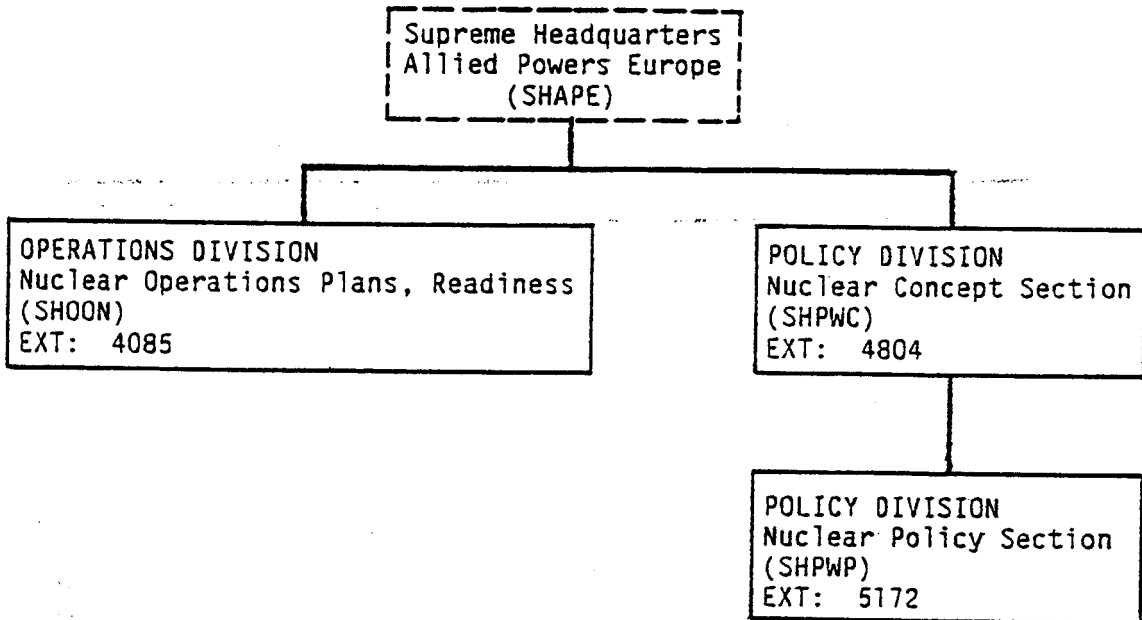 Supreme Headquarters
Allied Powers Europe
(SHAPE)
OPERATIONS DIVISION
Nuclear Operations Plans, Readiness
(SHOON)
EXT: 4085
POLICY DIVISION
Nuclear Concept Section
(SHPWC)
EXT: 4804
POLICY DIVISION
Nuclear Policy Section
(SHPWP)
EXT: 5172